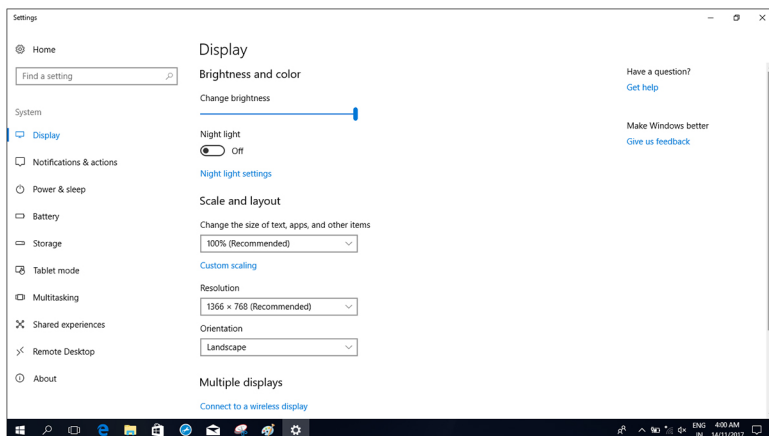 Settings
Home
Find a setting
System
Display
Notifications & actions
Power & sleep
Battery
Storage
Tablet mode
Multitasking
Shared experiences
Remote Desktop
About
Display
Brightness and color
Change brightness
Night light
Off
Night light settings
Scale and layout
Change the size of text, apps, and other items
100% (Recommended)
Custom scaling
Resolution
1366 × 768 (Recommended)
Orientation
Landscape
Multiple displays
Connect to a wireless display
Have a question?
Get help
Make Windows better
Give us feedback
ENG 4:00 AM
IN 14/11/2017